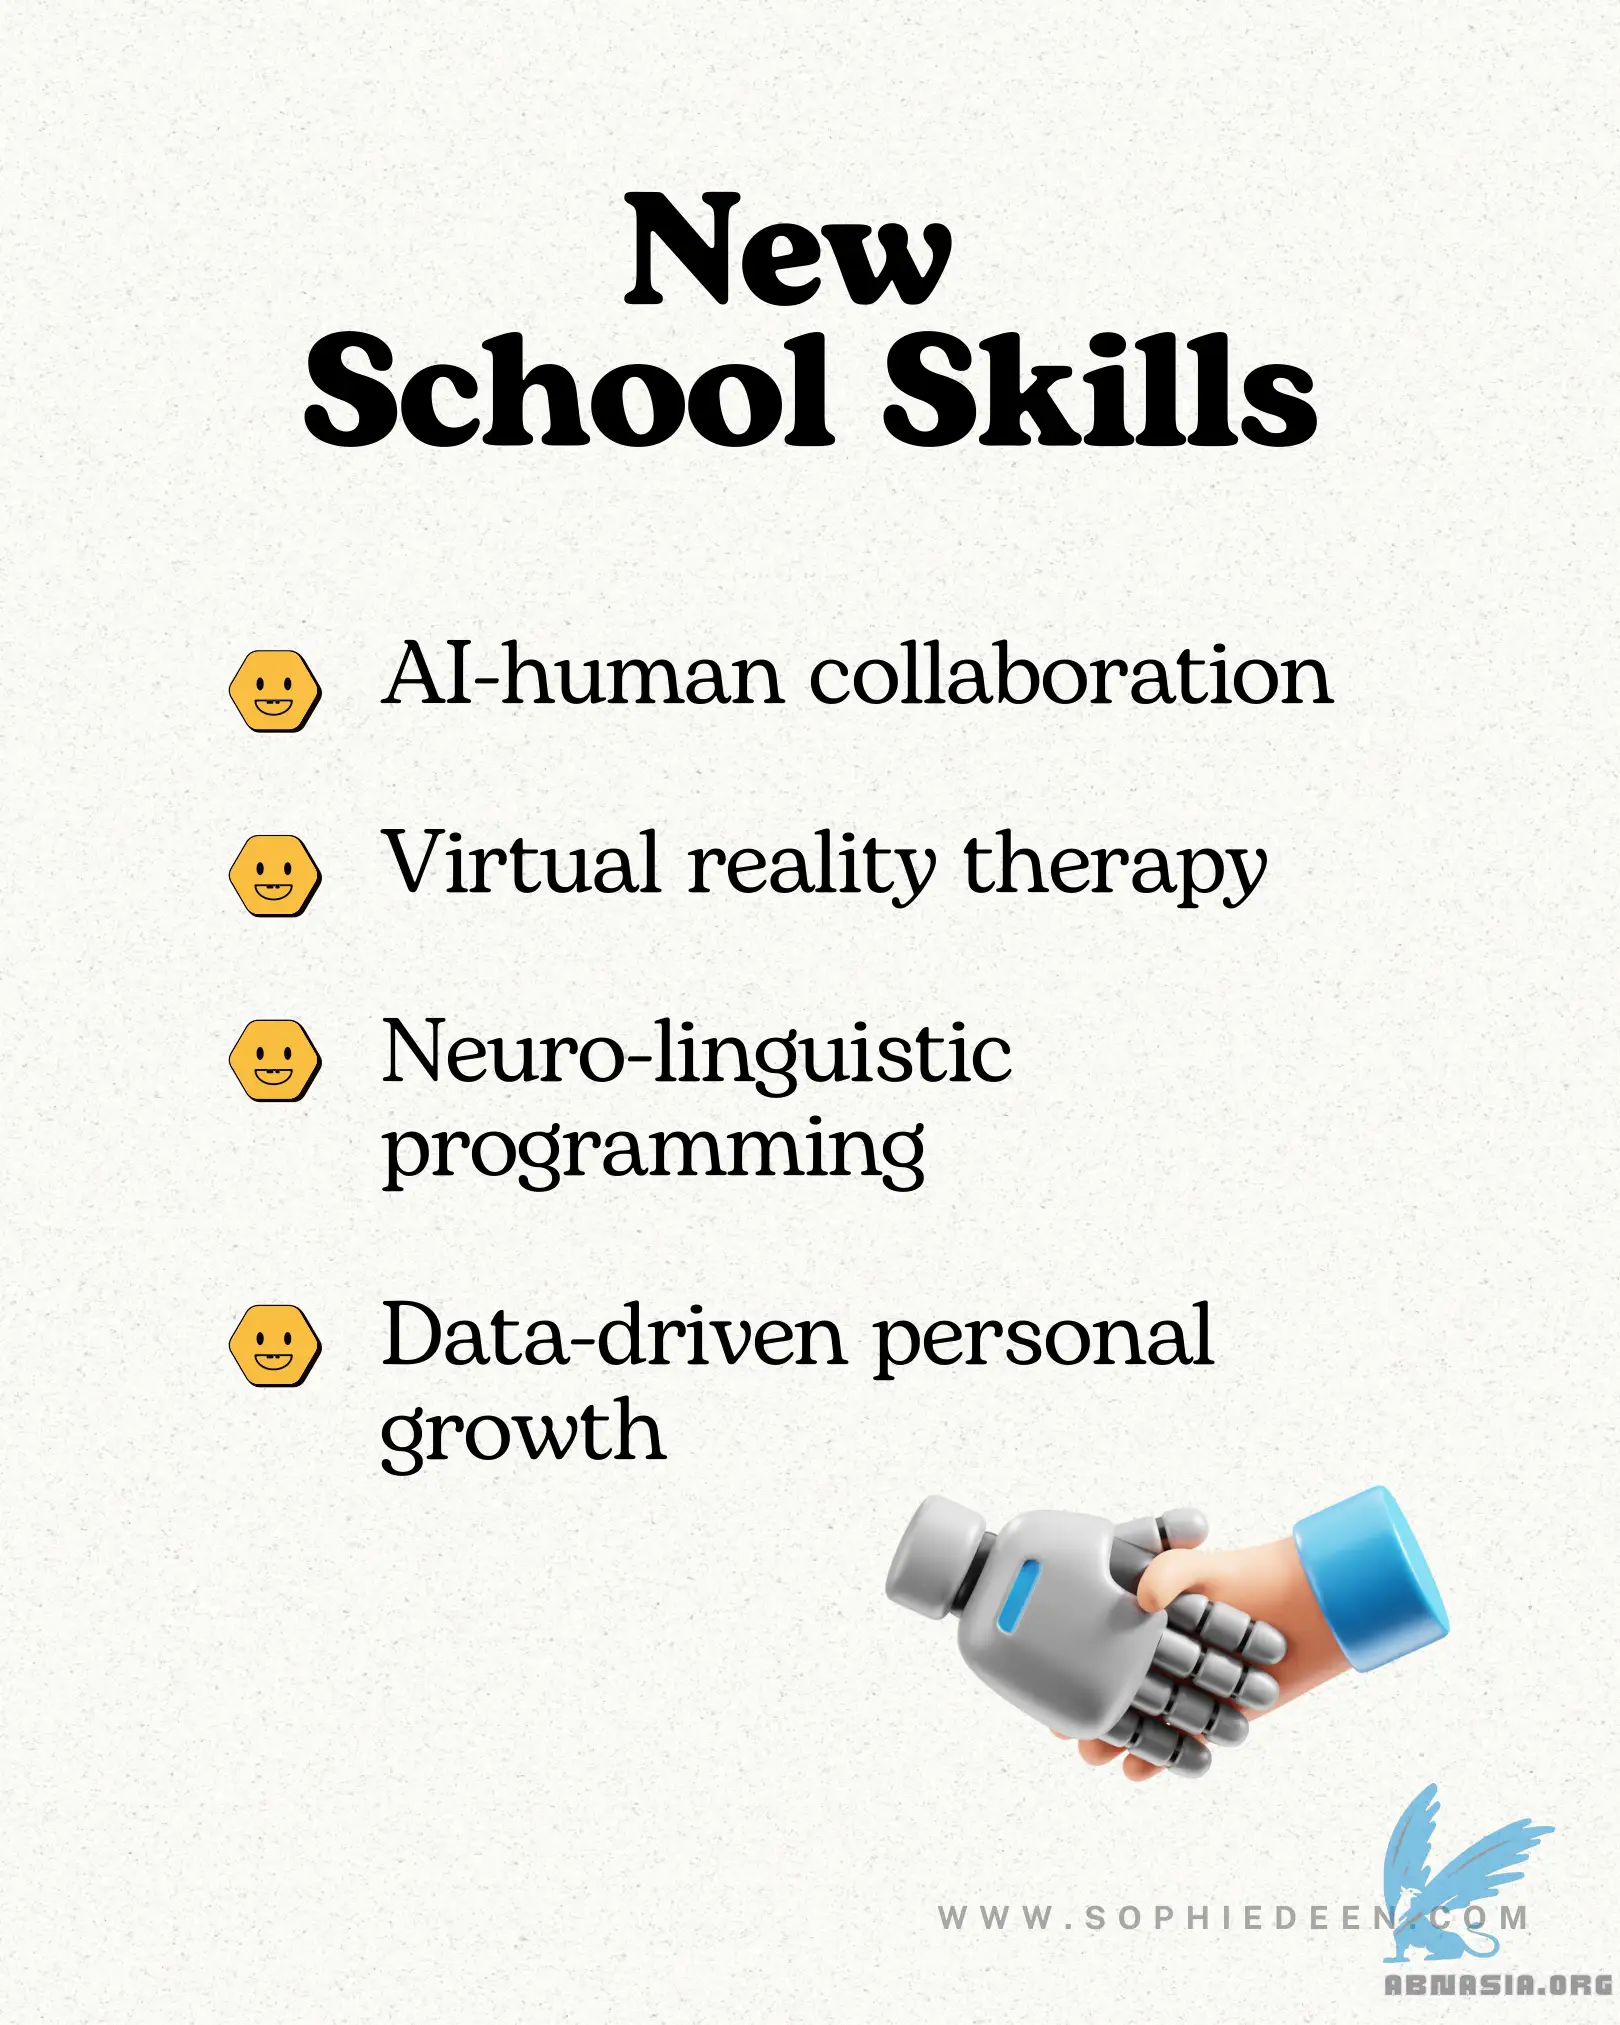 New
School Skills
AI-human collaboration
Virtual reality therapy
Neuro-linguistic
programming
Data-driven personal
growth
WWW.SOPHIEDEEN.COM
ABNASIA.ORG